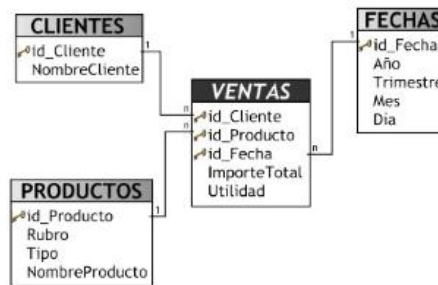 CLIENTES
id_Cliente
NombreCliente
1
n
VENTAS
id_Cliente
id_Producto
id_Fecha
ImporteTotal
Utilidad
n
n
1
FECHAS
id_Fecha
Año
Trimestre
Mes
Dia
PRODUCTOS
id_Producto
Rubro
Tipo
NombreProducto
1